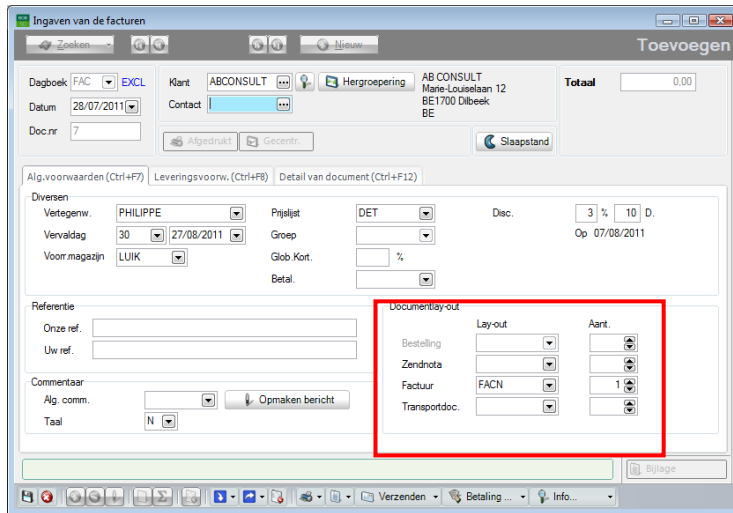 Ingaven van de facturen
Zoeken Nieuw Toevoegen
Dagboek FAC EXCL Klant ABCONSULT Hergroepering
AB CONSULT
Marie-Louiselaan 12
BE1700 Dilbeek
BE
Totaal 0,00
Datum 28/07/2011 Contact
Doc.nr 7 Afgedrukt Gecentr. Slaapstand
Alg.voorwaarden (Ctrl+F7) Leveringsvoorw. (Ctrl+F8) Detail van document (Ctrl+F12)
Diversen
Vertegenw. PHILIPPE Prijslijst DET Disc. 3 % 10 D.
Vervaldag 30 27/08/2011 Groep Op 07/08/2011
Voorr.magazijn LUIK Glob.Kort. %
Betal.
Referentie
Onze ref.
Uw ref.
Documentlay-out
Lay-out Aant.
Bestelling
Zendnota
Factuur FACN 1
Transportdoc.
Commentaar
Alg. comm. Opmaken bericht
Taal N
Bijlage
Verzenden Betaling ... Info...